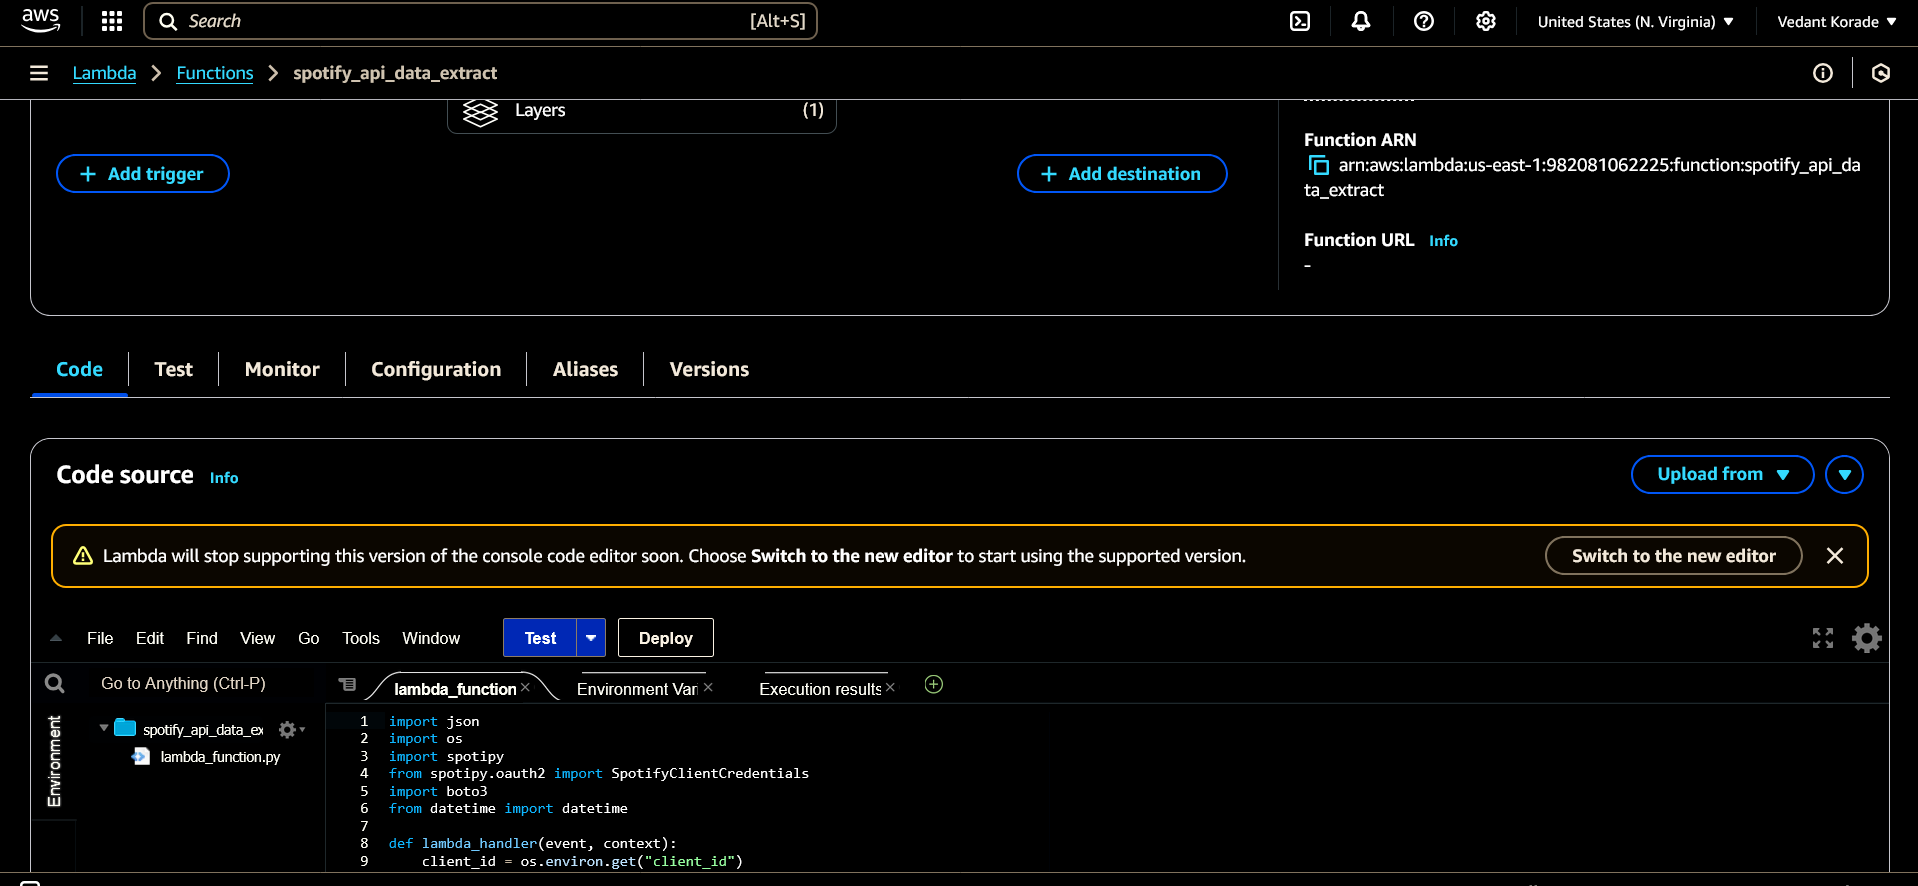 aws
Search [Alt+S]
United States (N. Virginia)
Vedant Korade
Lambda
Functions
spotify_api_data_extract
Layers (1)
Add trigger
Add destination
Function ARN
arn:aws:lambda:us-east-1:982081062225:function:spotify_api_da
ta_extract
Function URL Info
-
Code
Test
Monitor
Configuration
Aliases
Versions
Code source Info
Upload from
Lambda will stop supporting this version of the console code editor soon. Choose Switch to the new editor to start using the supported version.
Switch to the new editor
File Edit Find View Go Tools Window
Test
Deploy
Go to Anything (Ctrl-P)
lambda_function
Environment Vari
Execution results
Environment
spotify_api_data_ex
lambda_function.py
1 import json
2 import os
3 import spotipy
4 from spotipy.oauth2 import SpotifyClientCredentials
5 import boto3
6 from datetime import datetime
7
8 def lambda_handler(event, context):
9 client_id = os.environ.get("client_id")